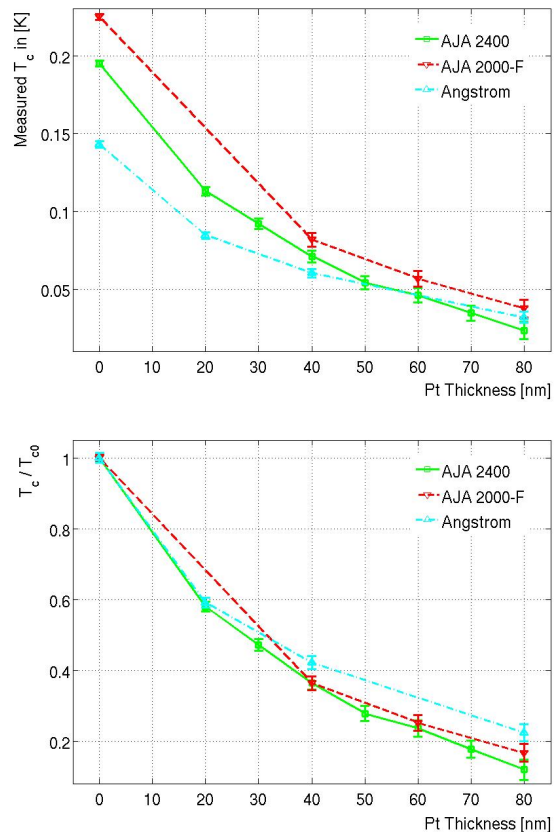 Measured T_c in [K]
0.2
0.15
0.1
0.05
AJA 2400
AJA 2000-F
Angstrom
0 10 20 30 40 50 60 70 80
Pt Thickness [nm]
T_c / T_c0
1
0.8
0.6
0.4
0.2
AJA 2400
AJA 2000-F
Angstrom
0 10 20 30 40 50 60 70 80
Pt Thickness [nm]